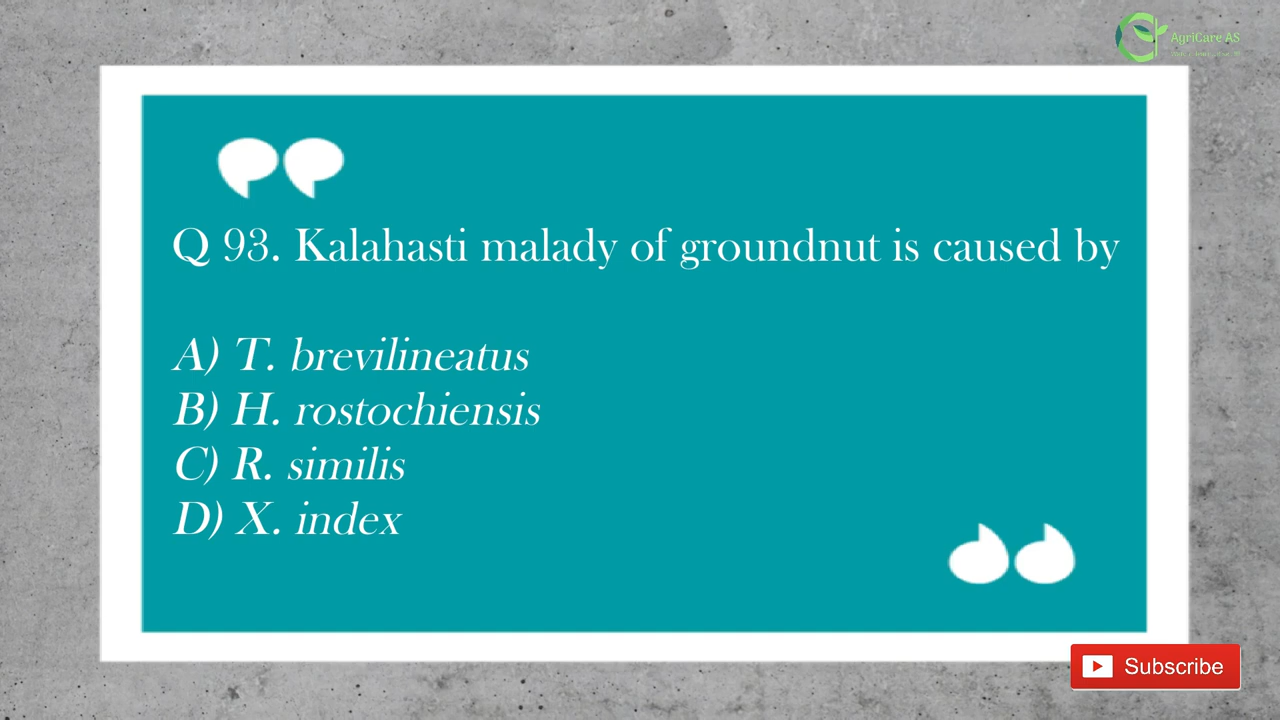 AgriCare AS
Q 93. Kalahasti malady of groundnut is caused by
A) T. brevilineatus
B) H. rostochiensis
C) R. similis
D) X. index
Subscribe